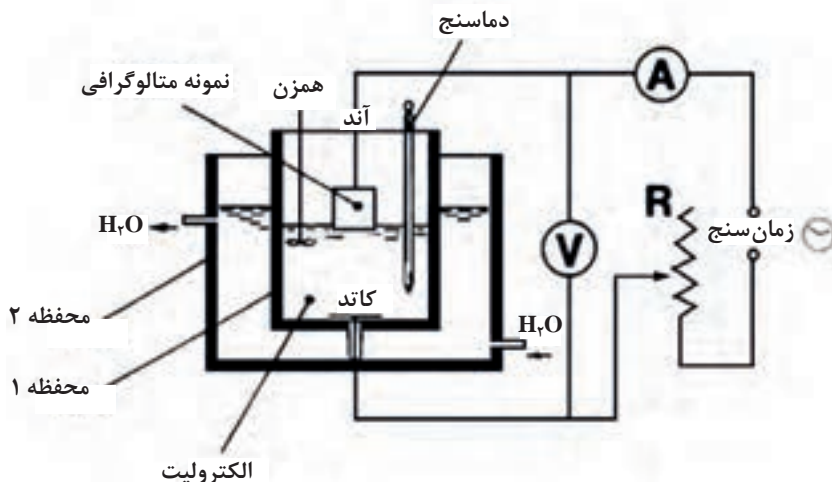 دماسنج
نمونه متالوگرافی
همزن
آند
A
H۲O
R
زمان‌سنج
V
کاتد
محفظه ۲
H۲O
محفظه ۱
الکترولیت